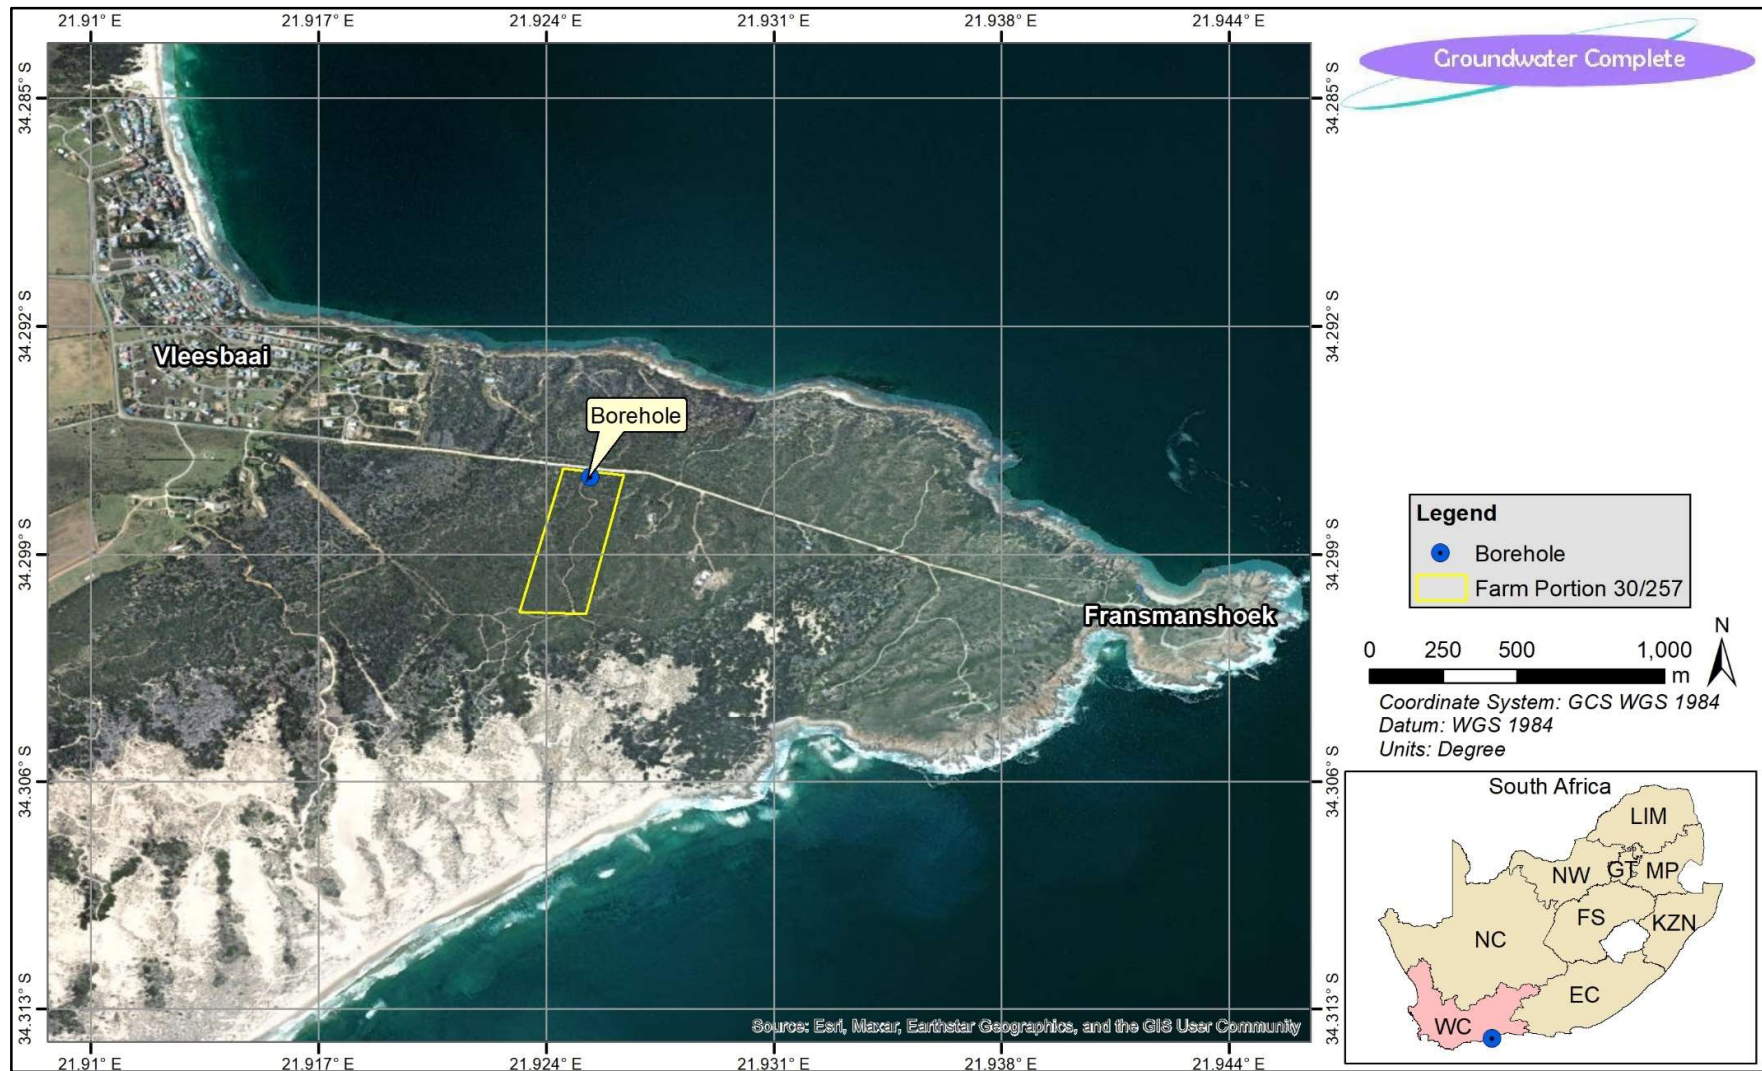 21.91° E
21.917° E
21.924° E
21.931° E
21.938° E
21.944° E
Groundwater Complete
34.285° S
34.285° S
34.292° S
34.292° S
Vleesbaai
Borehole
34.299° S
34.299° S
Legend
Borehole
Farm Portion 30/257
Fransmanshoek
0 250 500 1,000
m
N
Coordinate System: GCS WGS 1984
Datum: WGS 1984
Units: Degree
34.306° S
34.306° S
South Africa
LIM
NW
GT
MP
FS
KZN
NC
EC
WC
34.313° S
34.313° S
Source: Esri, Maxar, Earthstar Geographics, and the GIS User Community
21.91° E
21.917° E
21.924° E
21.931° E
21.938° E
21.944° E